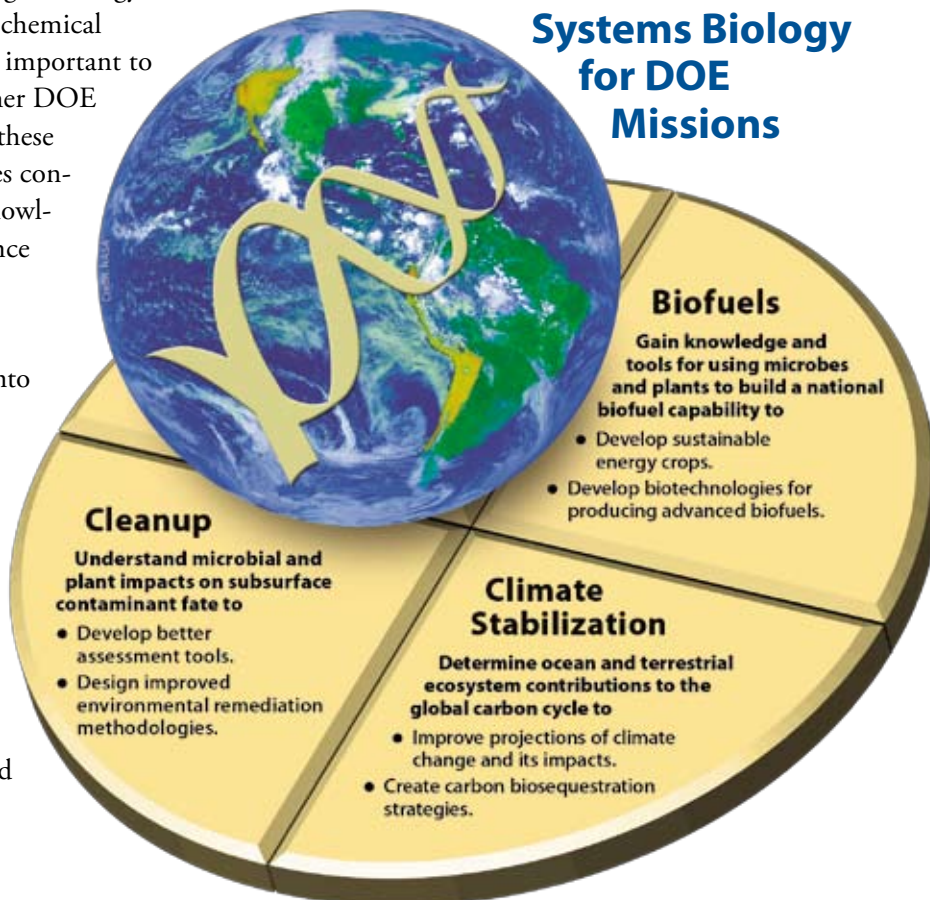 chemical
important to
her DOE
these
es con-
nowl-
nce
nto
d
Systems Biology
for DOE
Missions
Credit: NASA
Biofuels
Gain knowledge and
tools for using microbes
and plants to build a national
biofuel capability to
• Develop sustainable
energy crops.
• Develop biotechnologies for
producing advanced biofuels.
Cleanup
Understand microbial and
plant impacts on subsurface
contaminant fate to
• Develop better
assessment tools.
• Design improved
environmental remediation
methodologies.
Climate
Stabilization
Determine ocean and terrestrial
ecosystem contributions to the
global carbon cycle to
• Improve projections of climate
change and its impacts.
• Create carbon biosequestration
strategies.